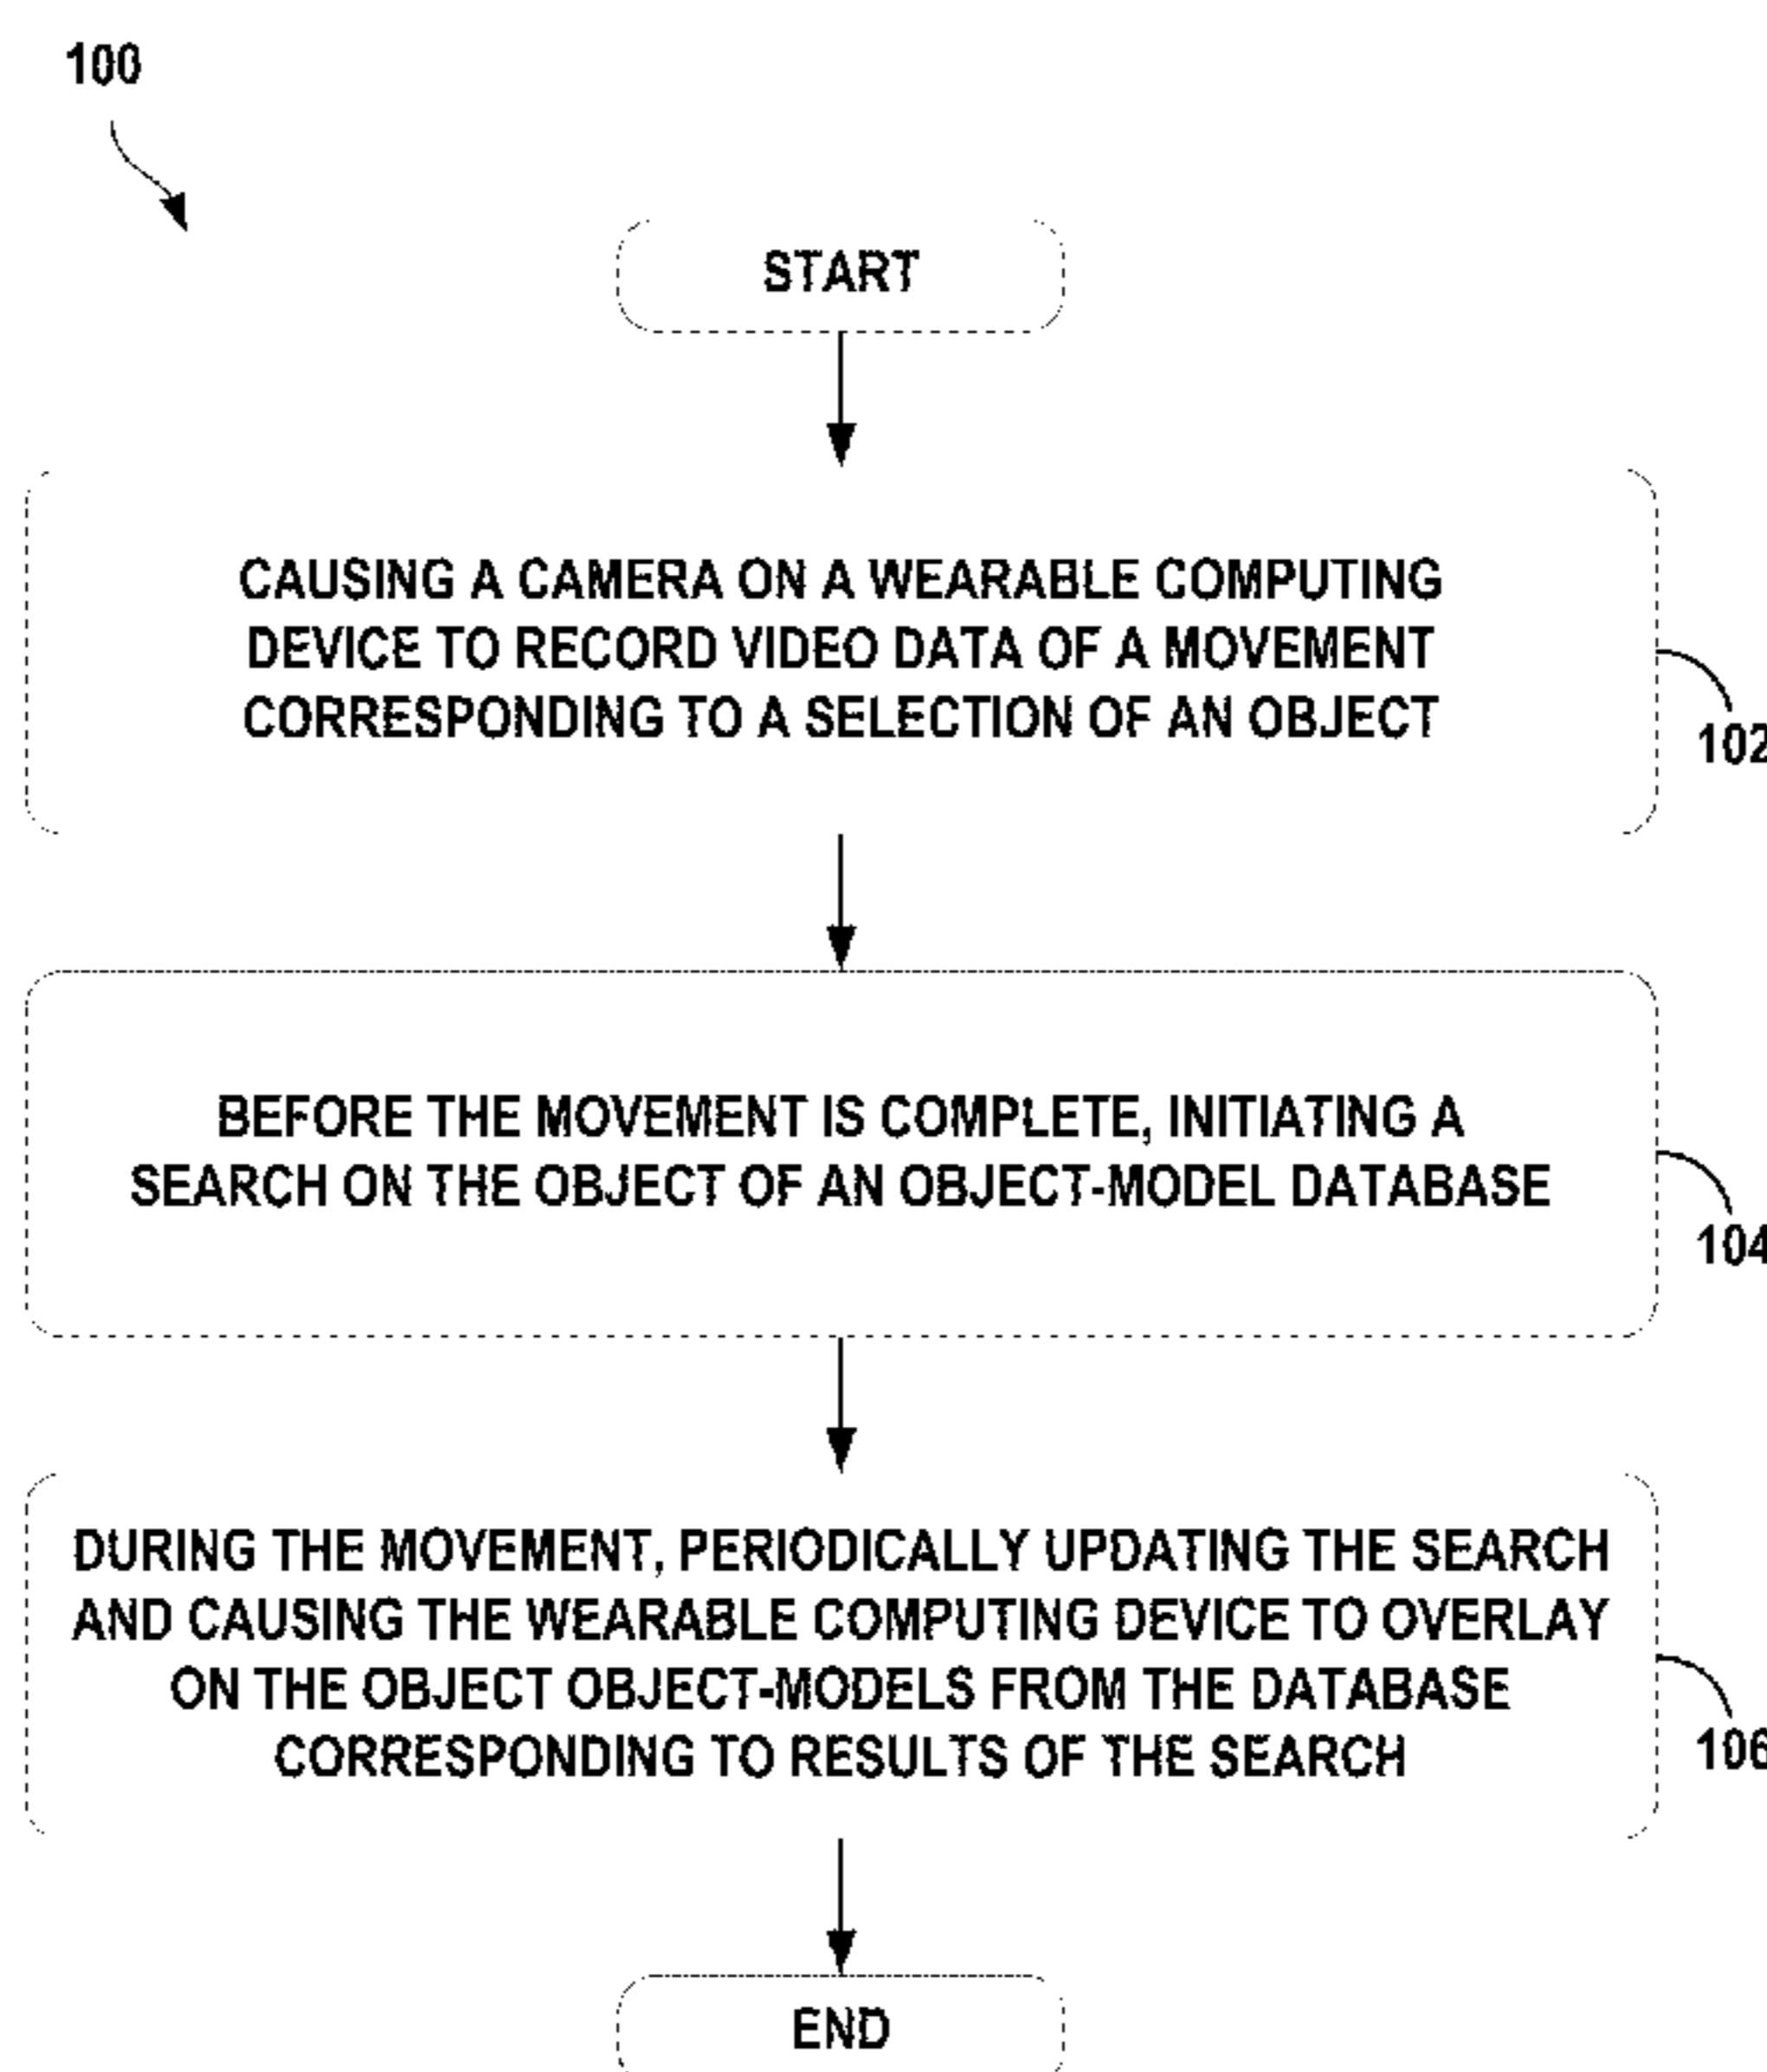 100
START
CAUSING A CAMERA ON A WEARABLE COMPUTING
DEVICE TO RECORD VIDEO DATA OF A MOVEMENT
CORRESPONDING TO A SELECTION OF AN OBJECT
102
BEFORE THE MOVEMENT IS COMPLETE, INITIATING A
SEARCH ON THE OBJECT OF AN OBJECT-MODEL DATABASE
104
DURING THE MOVEMENT, PERIODICALLY UPDATING THE SEARCH
AND CAUSING THE WEARABLE COMPUTING DEVICE TO OVERLAY
ON THE OBJECT OBJECT-MODELS FROM THE DATABASE
CORRESPONDING TO RESULTS OF THE SEARCH
106
END